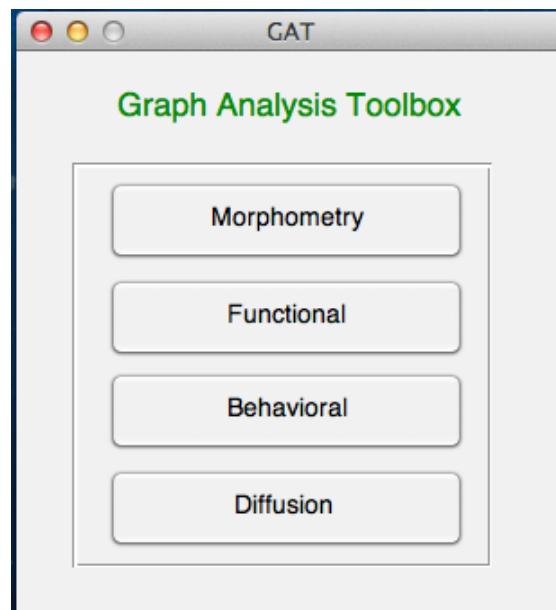 GAT
Graph Analysis Toolbox
Morphometry
Functional
Behavioral
Diffusion